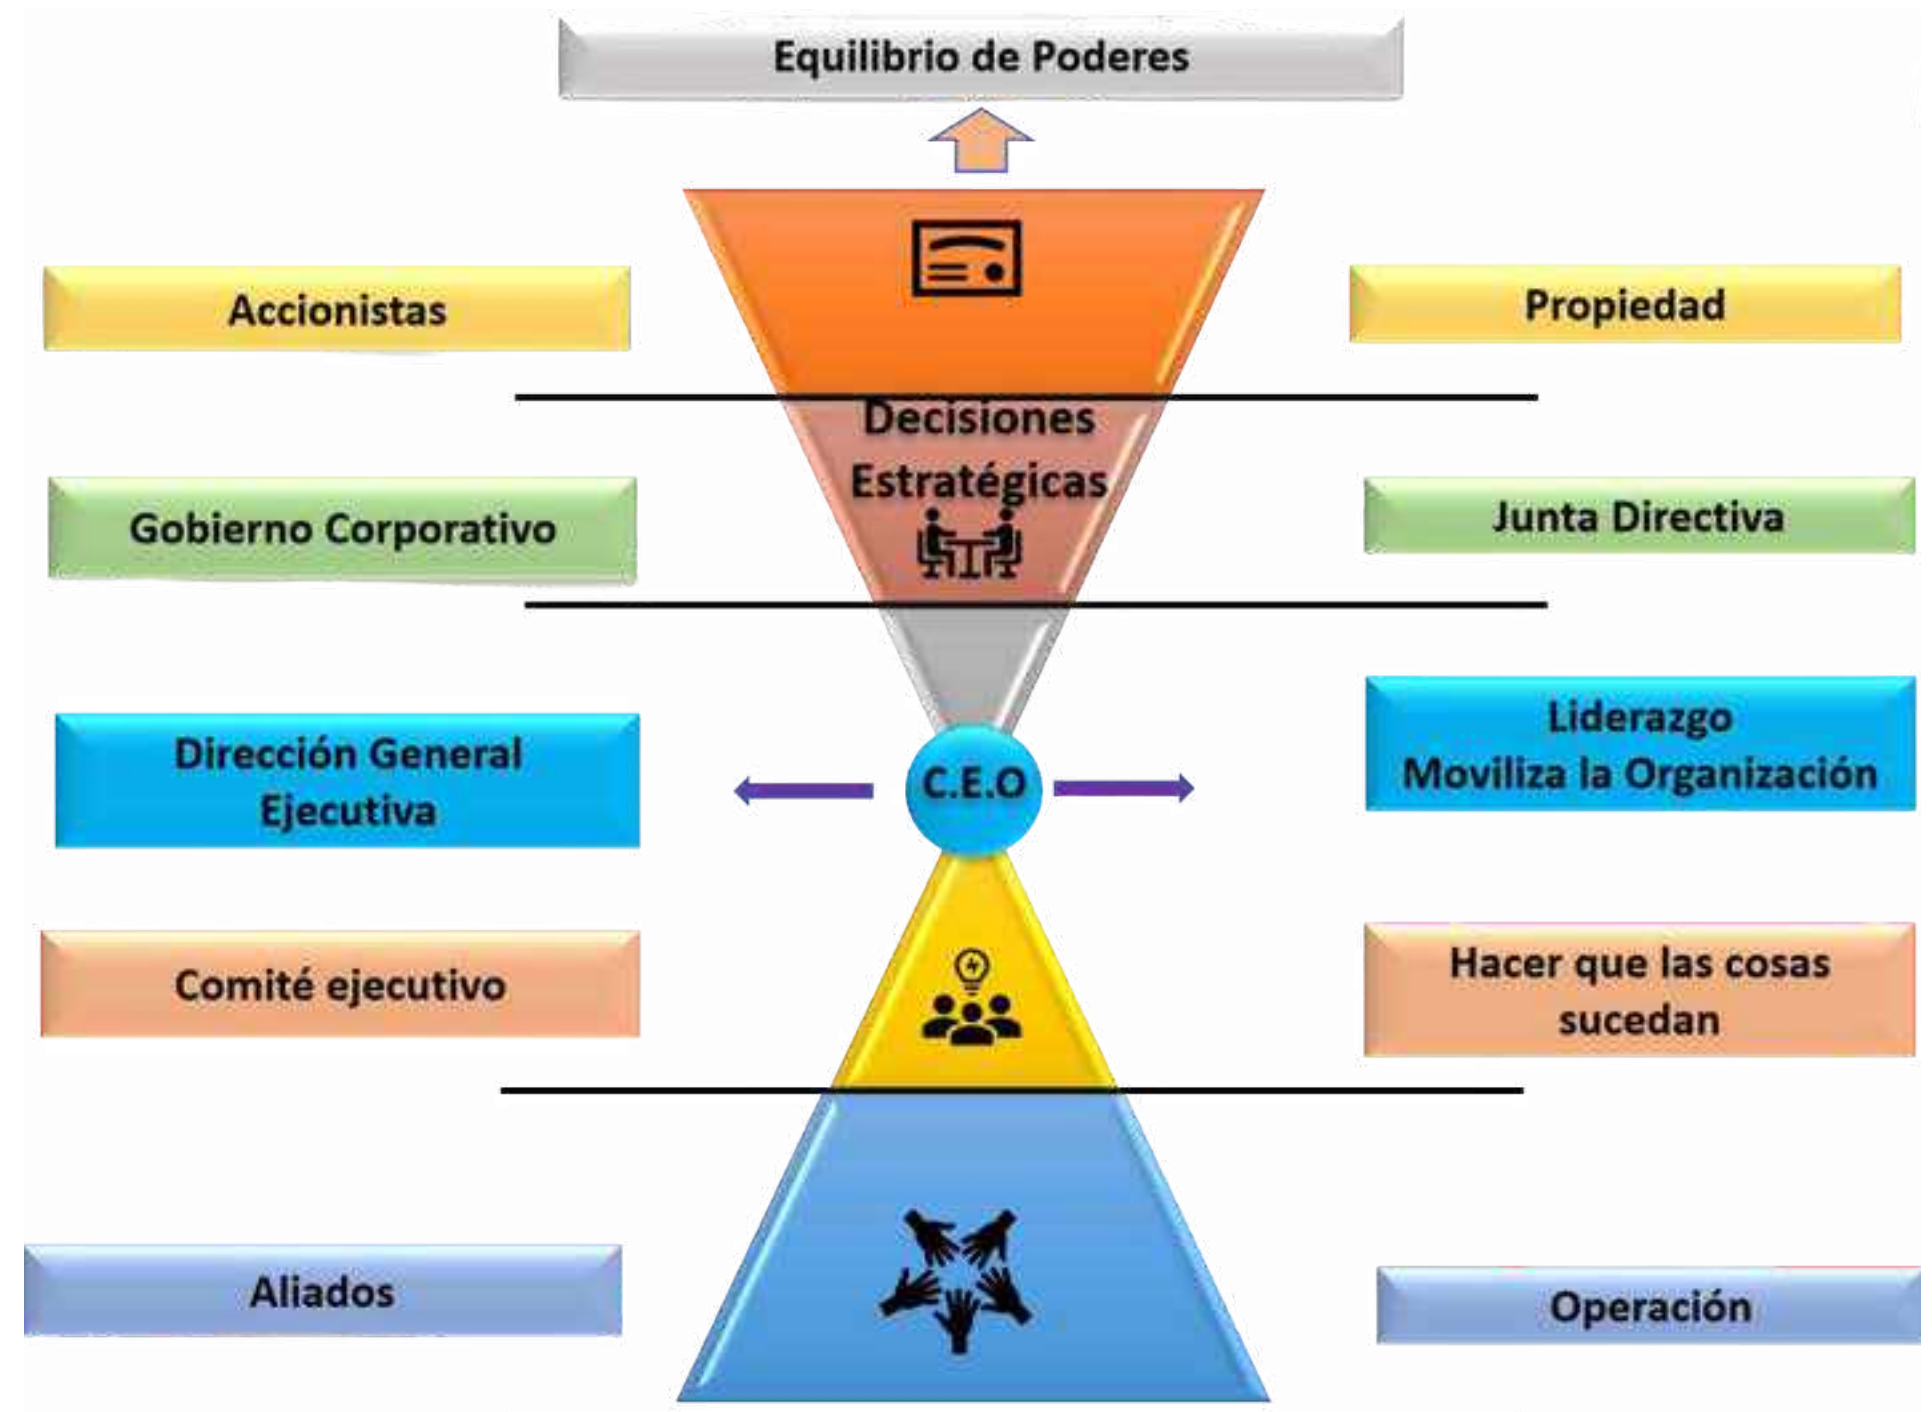 Equilibrio de Poderes
Accionistas
Propiedad
Decisiones
Estratégicas
Gobierno Corporativo
Junta Directiva
Dirección General
Ejecutiva
C.E.O
Liderazgo
Moviliza la Organización
Comité ejecutivo
Hacer que las cosas
sucedan
Aliados
Operación